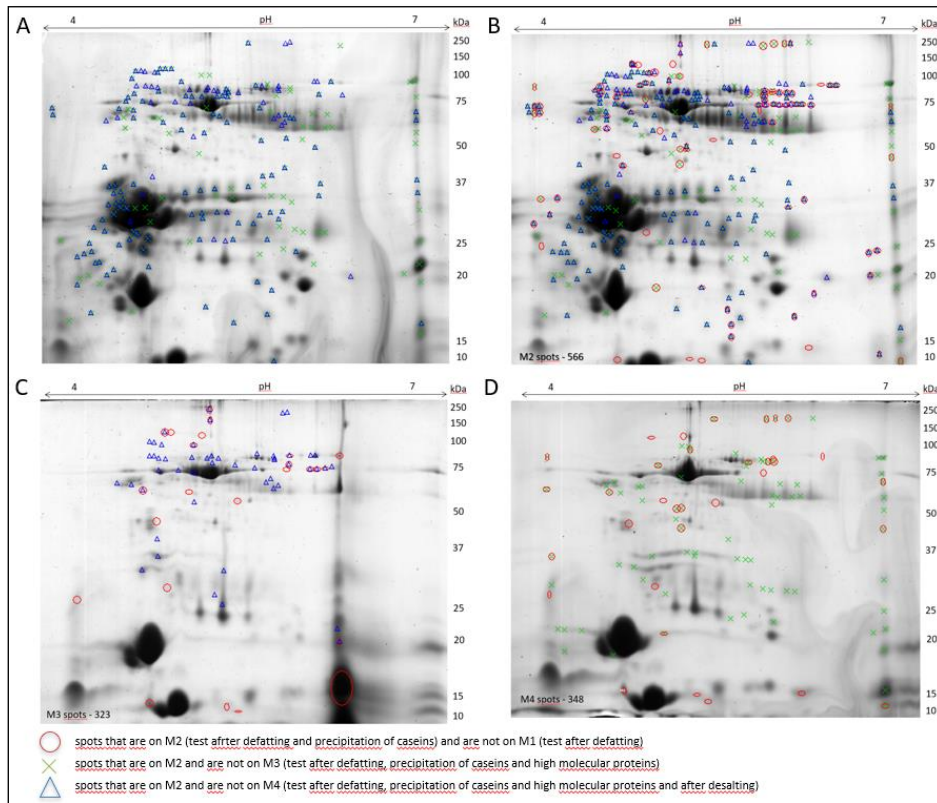 A
4 pH 7
kDa
250
150
100
75
50
37
25
20
15
10
B
4 pH 7
kDa
250
150
100
75
50
37
25
20
15
10
M2 spots - 566
C
4 pH 7
kDa
250
150
100
75
50
37
25
20
15
10
M3 spots - 323
D
4 pH 7
kDa
250
150
100
75
50
37
25
20
15
10
M4 spots - 348
spots that are on M2 (test afrter defatting and precipitation of caseins) and are not on M1 (test after defatting)
spots that are on M2 and are not on M3 (test after defatting, precipitation of caseins and high molecular proteins)
spots that are on M2 and are not on M4 (test after defatting, precipitation of caseins and high molecular proteins and after desalting)